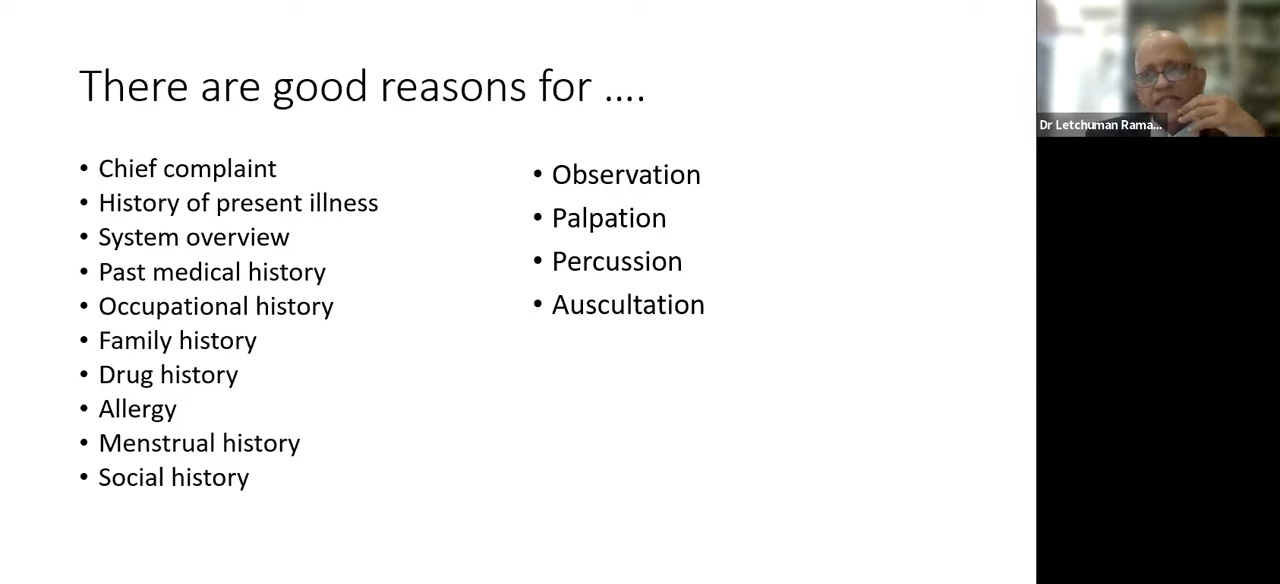 There are good reasons for ....
• Chief complaint
• History of present illness
• System overview
• Past medical history
• Occupational history
• Family history
• Drug history
• Allergy
• Menstrual history
• Social history
• Observation
• Palpation
• Percussion
• Auscultation
Dr Letchuman Rama...